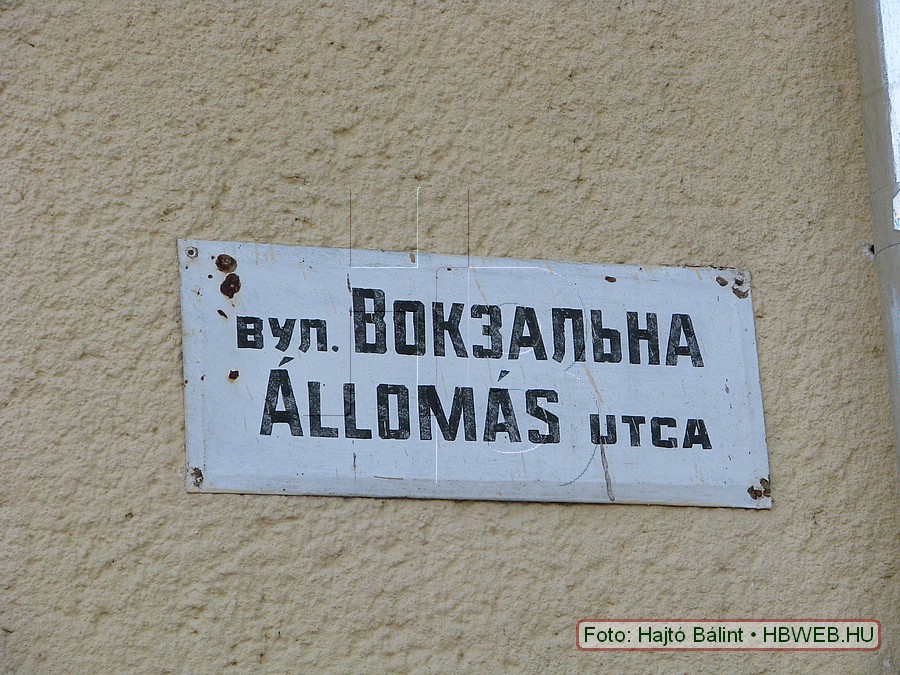 вул. ВОКЗАЛЬНА
ÁLLOMÁS UTCA
Foto: Hajtó Bálint • HBWEB.HU